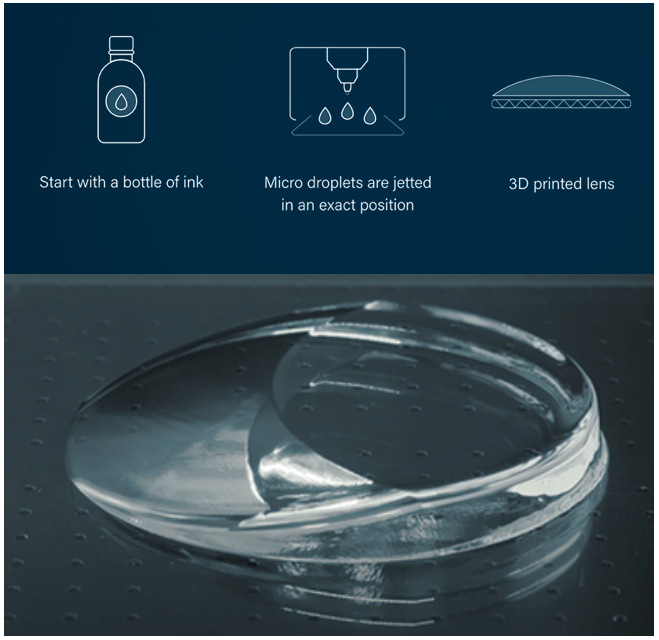 Start with a bottle of ink
Micro droplets are jetted
in an exact position
3D printed lens